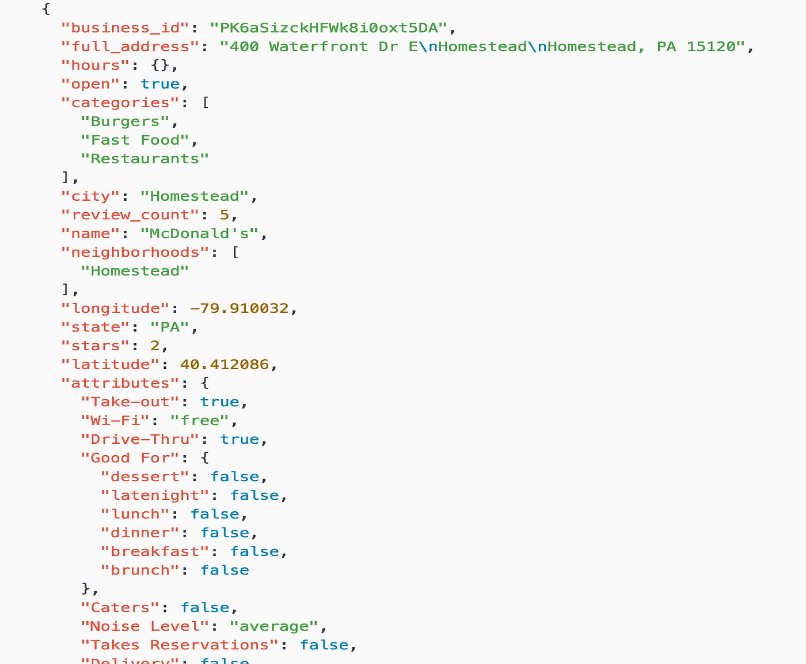 {
"business_id": "PK6aSizckHFWk8i0oxt5DA",
"full_address": "400 Waterfront Dr E\nHomestead\nHomestead, PA 15120",
"hours": {},
"open": true,
"categories": [
"Burgers",
"Fast Food",
"Restaurants"
],
"city": "Homestead",
"review_count": 5,
"name": "McDonald's",
"neighborhoods": [
"Homestead"
],
"longitude": -79.910032,
"state": "PA",
"stars": 2,
"latitude": 40.412086,
"attributes": {
"Take-out": true,
"Wi-Fi": "free",
"Drive-Thru": true,
"Good For": {
"dessert": false,
"latenight": false,
"lunch": false,
"dinner": false,
"breakfast": false,
"brunch": false
},
"Caters": false,
"Noise Level": "average",
"Takes Reservations": false,
"Delivery": false